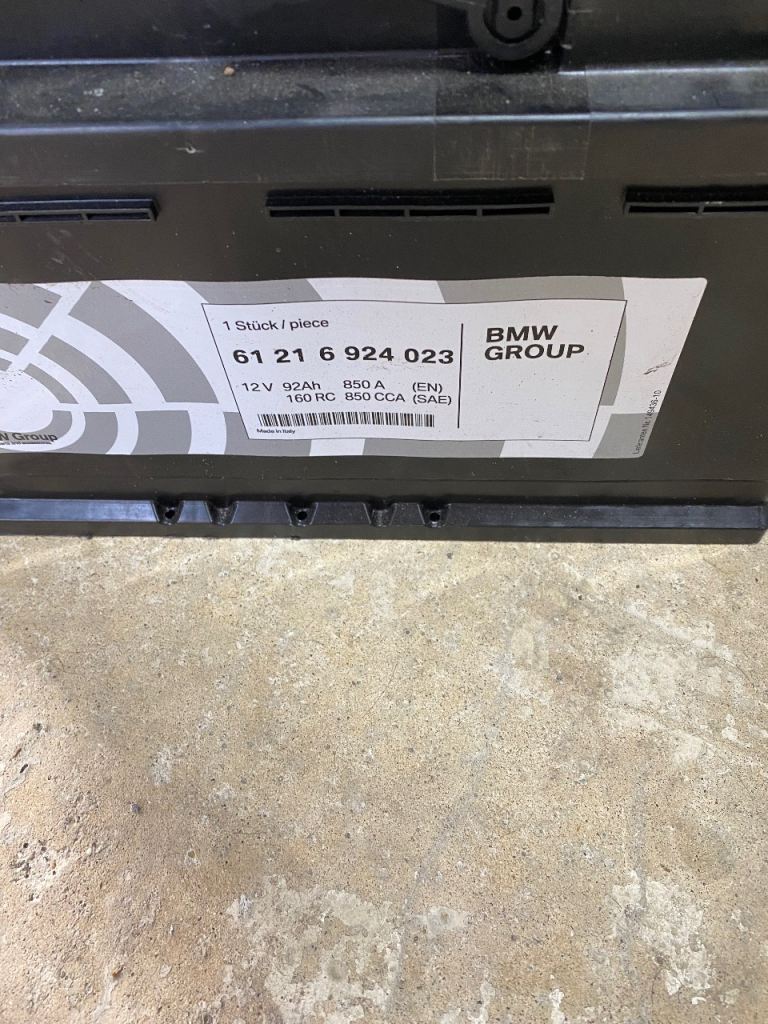 1 Stück / piece
61 21 6 924 023
12 V 92Ah 850 A (EN)
160 RC 850 CCA (SAE)
Made in Italy
BMW
GROUP
W Group